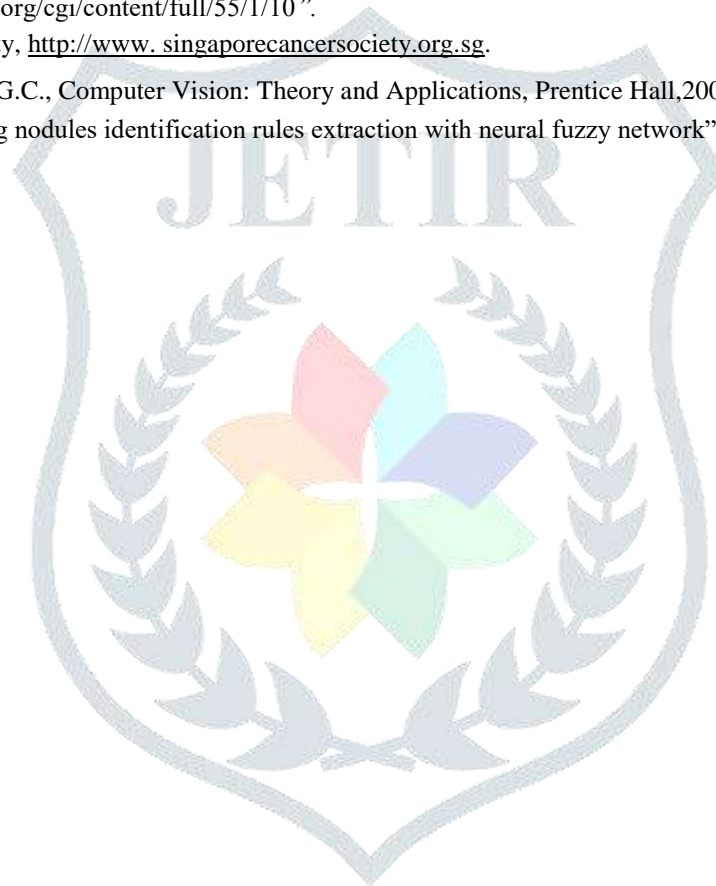 org/cgi/content/full/55/1/10”.
ty, http://www. singaporecancersociety.org.sg.
G.C., Computer Vision: Theory and Applications, Prentice Hall,200
g nodules identification rules extraction with neural fuzzy network”
JETIR